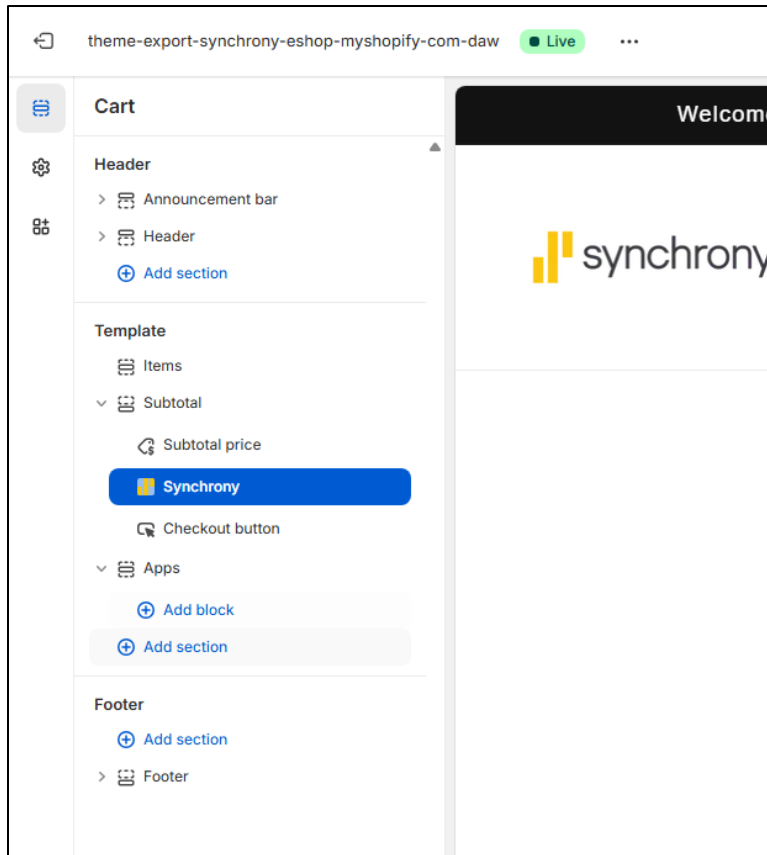 theme-export-synchrony-eshop-myshopify-com-daw
Live
Cart
Welcome
Header
Announcement bar
Header
Add section
synchrony
Template
Items
Subtotal
Subtotal price
Synchrony
Checkout button
Apps
Add block
Add section
Footer
Add section
Footer